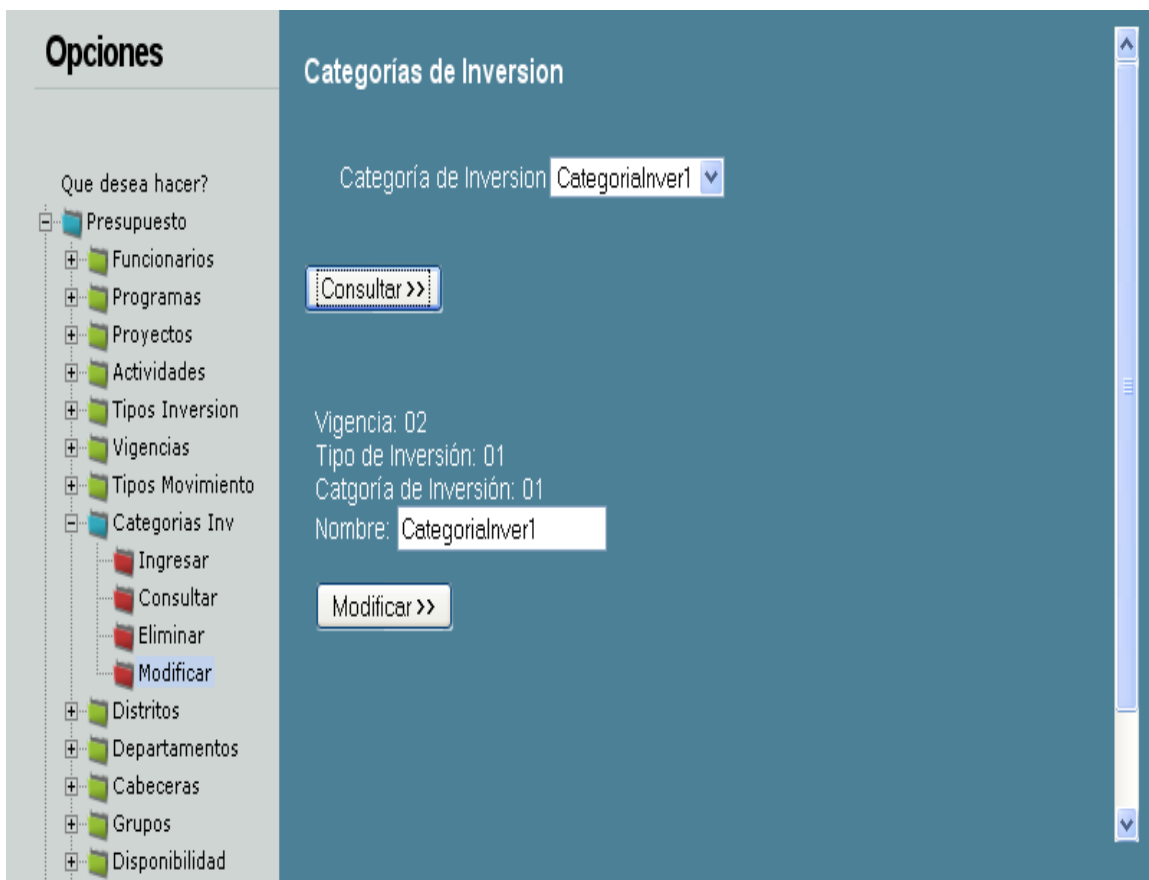 Opciones
Que desea hacer?
Presupuesto
Funcionarios
Programas
Proyectos
Actividades
Tipos Inversion
Vigencias
Tipos Movimiento
Categorias Inv
Ingresar
Consultar
Eliminar
Modificar
Distritos
Departamentos
Cabeceras
Grupos
Disponibilidad
Categorías de Inversion
Categoría de Inversion CategoriaInver1
Consultar >>
Vigencia: 02
Tipo de Inversión: 01
Catgoría de Inversión: 01
Nombre: CategoriaInver1
Modificar >>